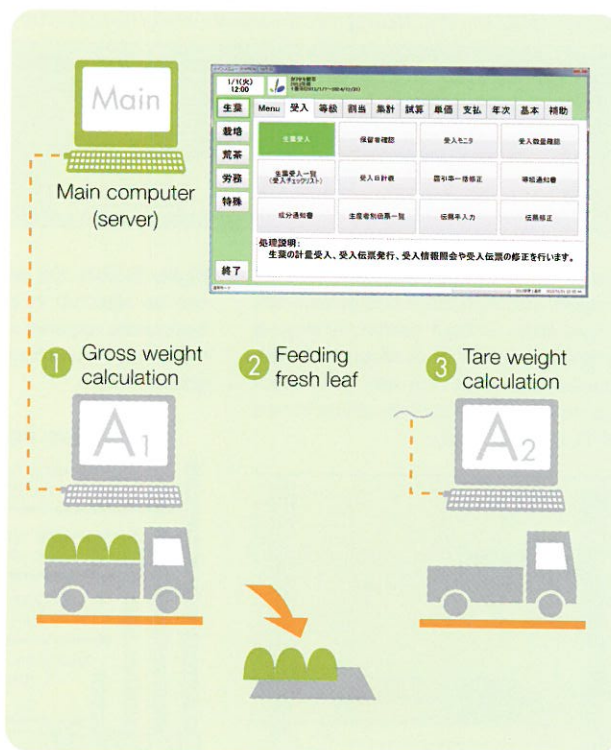 Main
Main computer
(server)
1/1(火)
12:00
生葉
栽培
荒茶
労務
特殊
終了
Menu 受入 等級 割当 集計 試算 単価 支払 年次 基本 補助
生葉受入 保留者確認 受入モニタ 受入数量確認
生葉受入一覧
(受入チェックリスト)
受入日計表 等級通知書
成分通知書 生産者別伝票一覧 伝票手入力 伝票修正
処理説明:
生葉の計量受入、受入伝票発行、受入情報照会や受入伝票の修正を行います。
1 Gross weight
calculation
2 Feeding
fresh leaf
3 Tare weight
calculation
A1
A2